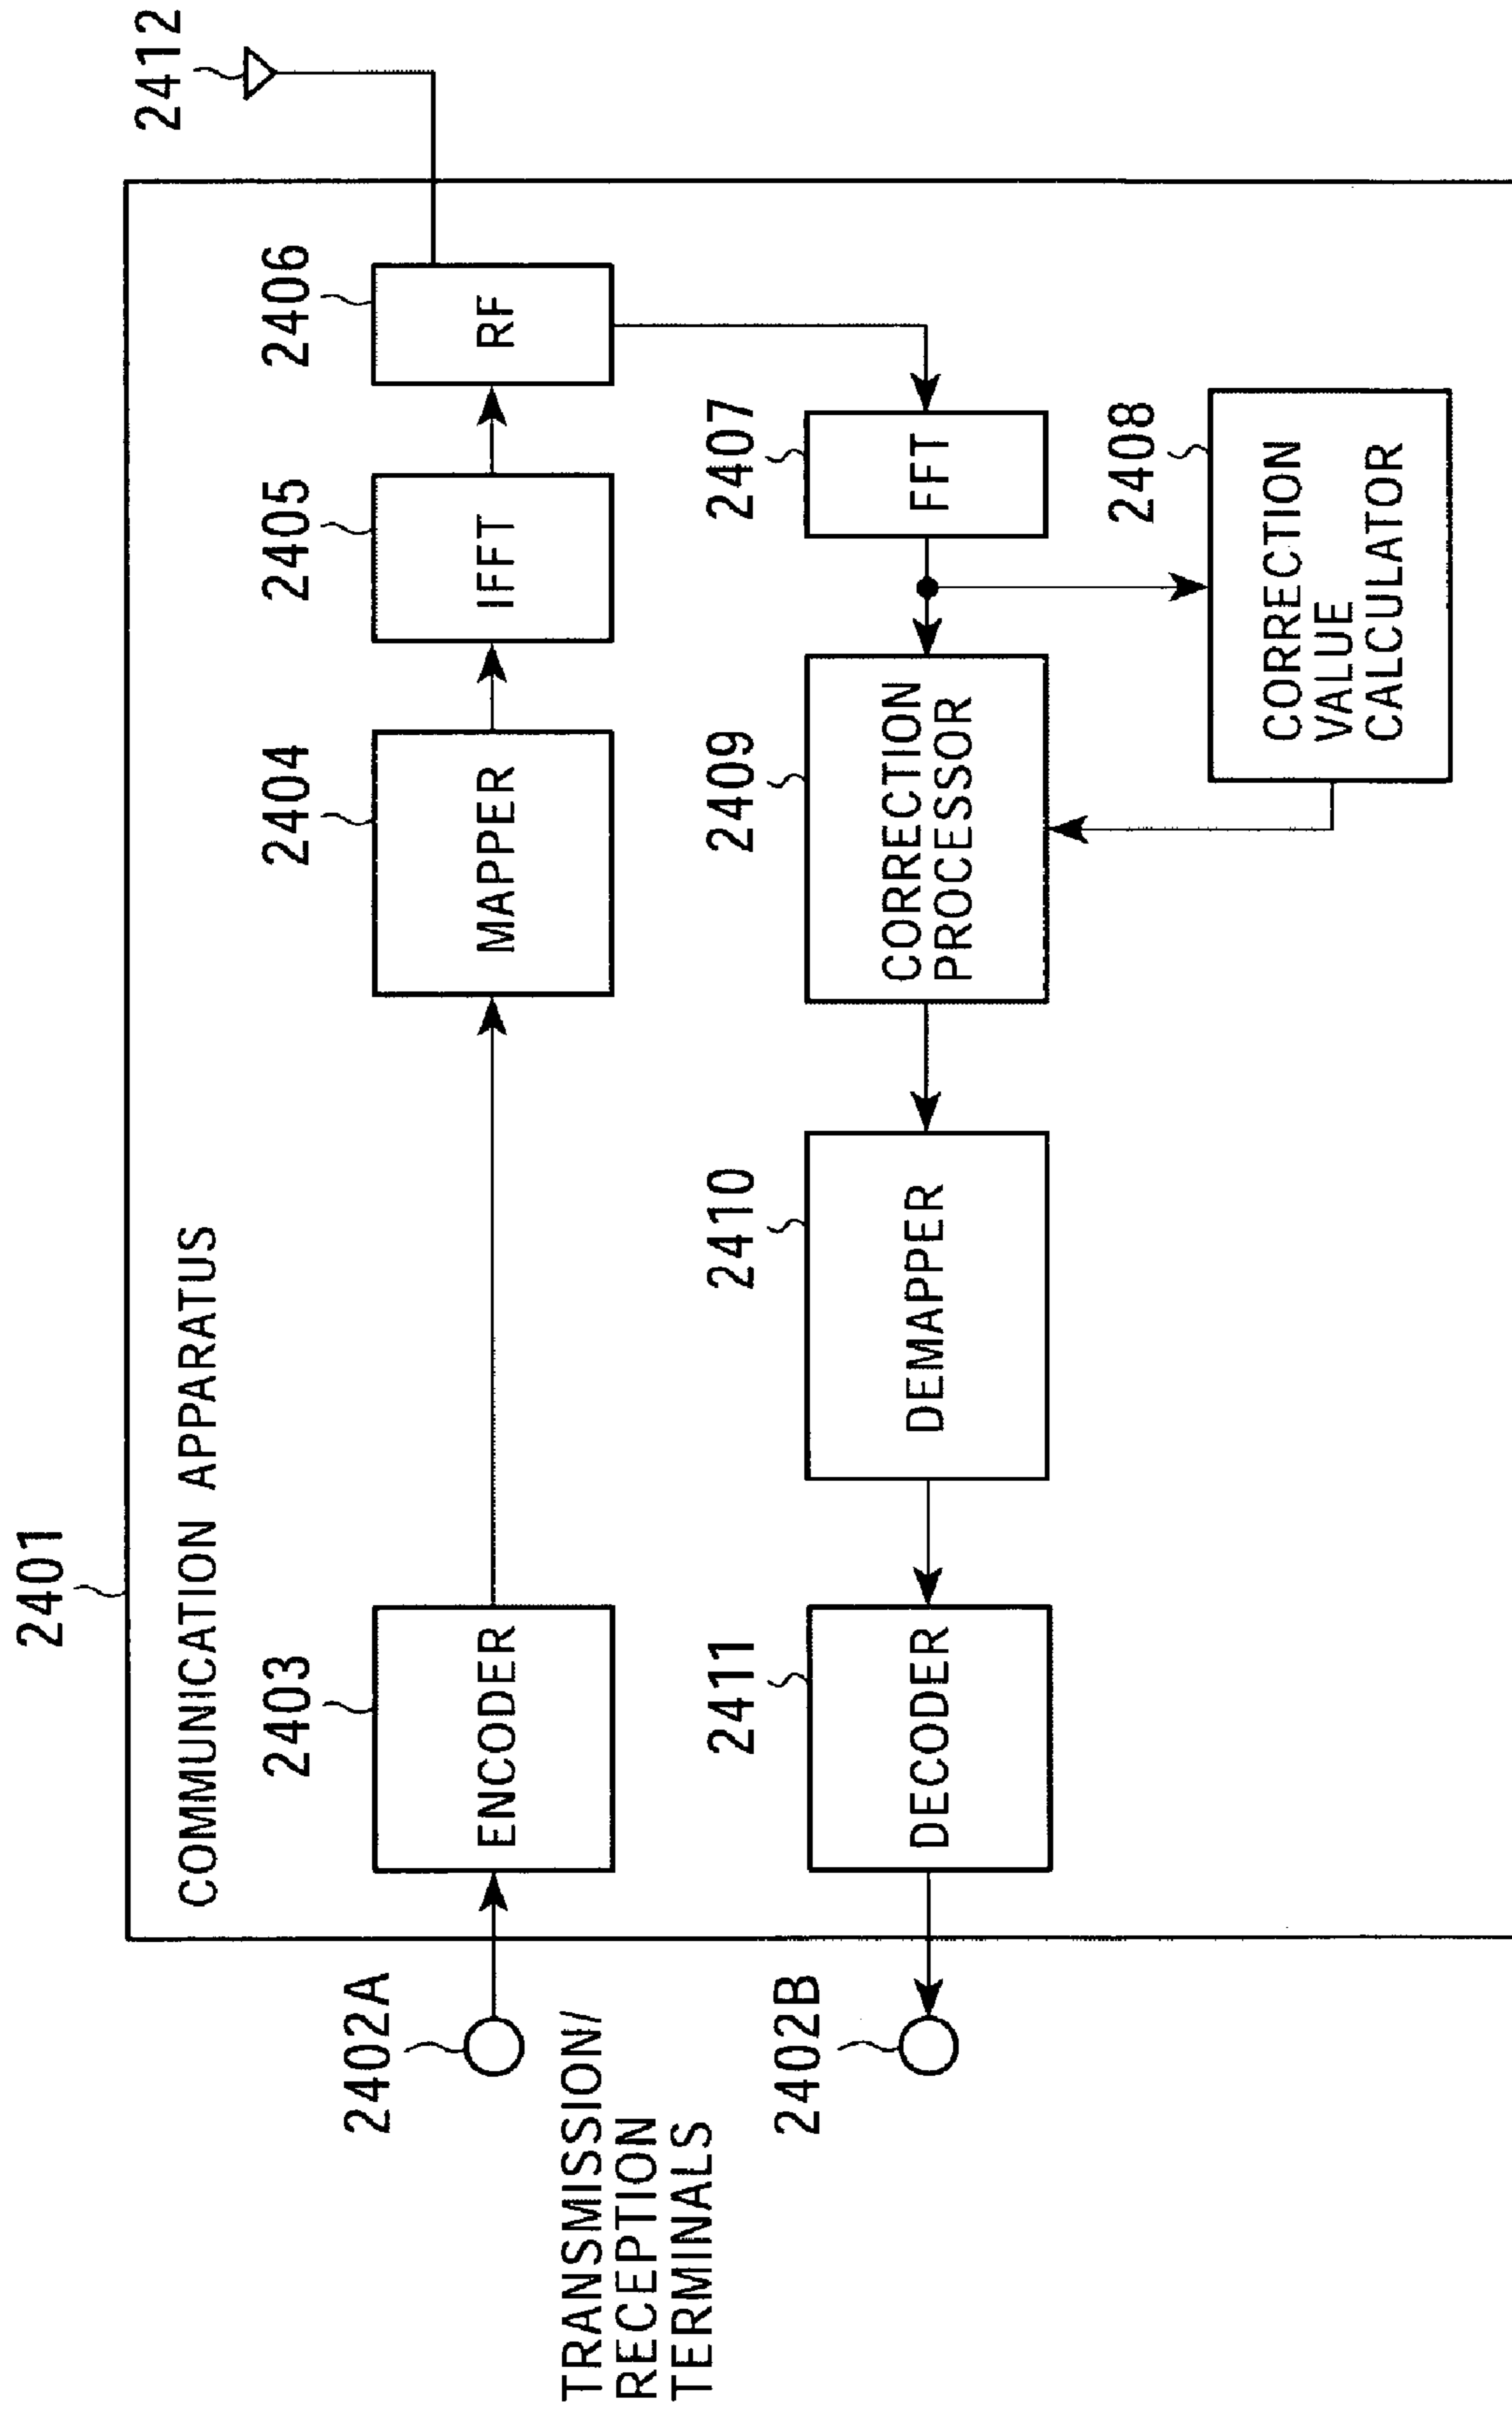 2401
COMMUNICATION APPARATUS
2412
2403
2404
2405
2406
2402A
ENCODER
MAPPER
IFFT
RF
TRANSMISSION/
RECEPTION
TERMINALS
2411
2410
2409
2407
2402B
DECODER
DEMAPPER
CORRECTION
PROCESSOR
FFT
2408
CORRECTION
VALUE
CALCULATOR